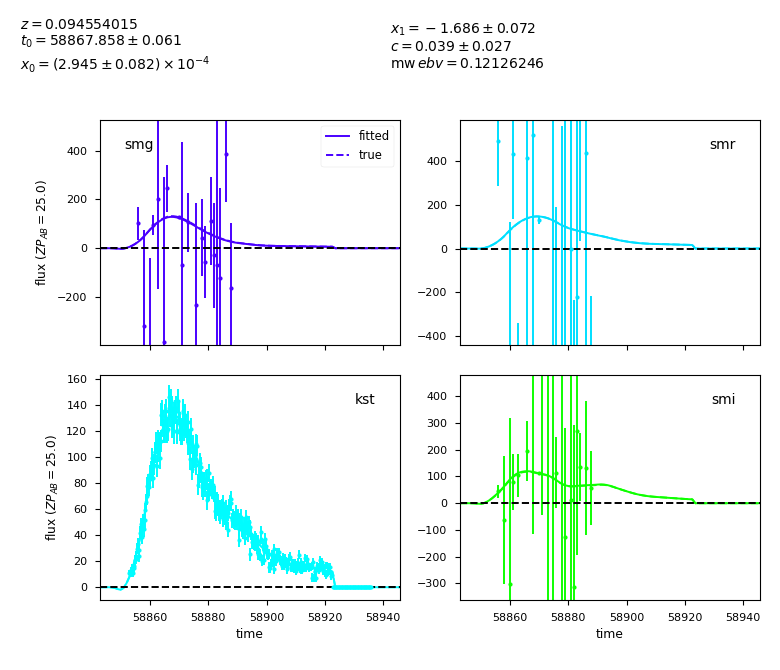 z = 0.094554015
t₀ = 58867.858 ± 0.061
x₀ = (2.945 ± 0.082) × 10⁻⁴
x₁ = −1.686 ± 0.072
c = 0.039 ± 0.027
mw ebv = 0.12126246
smg
fitted
true
400
200
0
−200
flux (ZP_AB = 25.0)
smr
400
200
0
−200
−400
kst
160
140
120
100
80
60
40
20
0
flux (ZP_AB = 25.0)
58860 58880 58900 58920 58940
time
smi
400
300
200
100
0
−100
−200
−300
58860 58880 58900 58920 58940
time